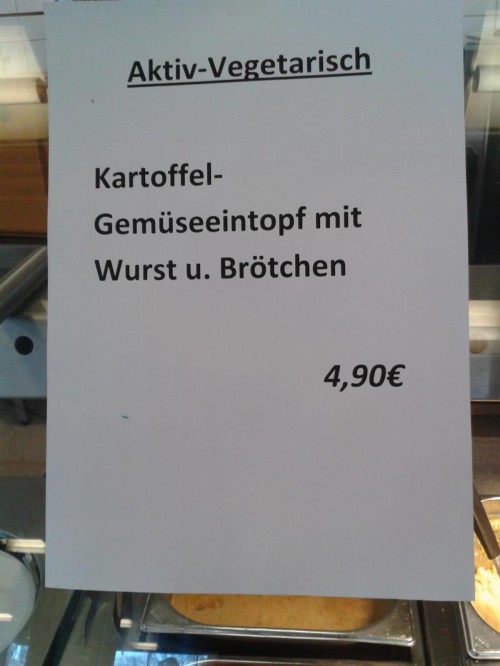 Aktiv-Vegetarisch
Kartoffel-
Gemüseeintopf mit
Wurst u. Brötchen
4,90€